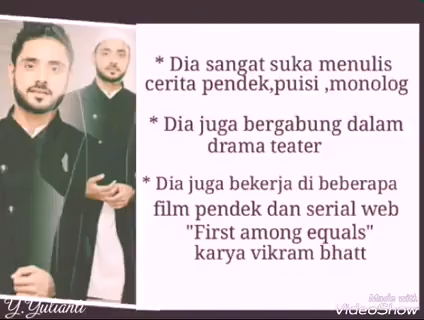 * Dia sangat suka menulis
cerita pendek,puisi ,monolog
* Dia juga bergabung dalam
drama teater
* Dia juga bekerja di beberapa
film pendek dan serial web
"First among equals"
karya vikram bhatt
Y.Yulianti
Made with
VideoShow